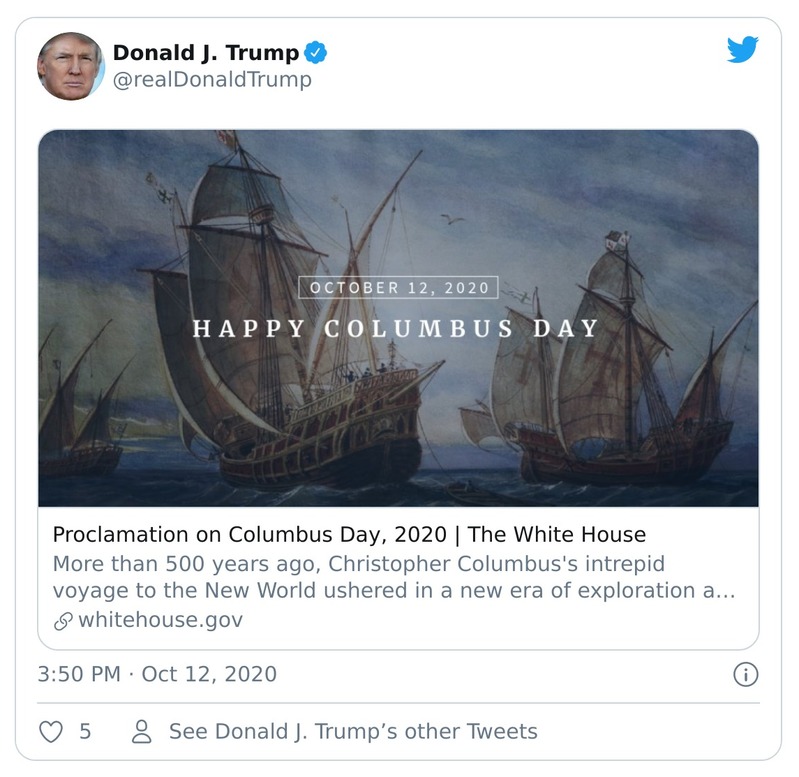 Donald J. Trump
@realDonaldTrump
OCTOBER 12, 2020
HAPPY COLUMBUS DAY
Proclamation on Columbus Day, 2020 | The White House
More than 500 years ago, Christopher Columbus's intrepid
voyage to the New World ushered in a new era of exploration a...
whitehouse.gov
3:50 PM · Oct 12, 2020
5
See Donald J. Trump’s other Tweets